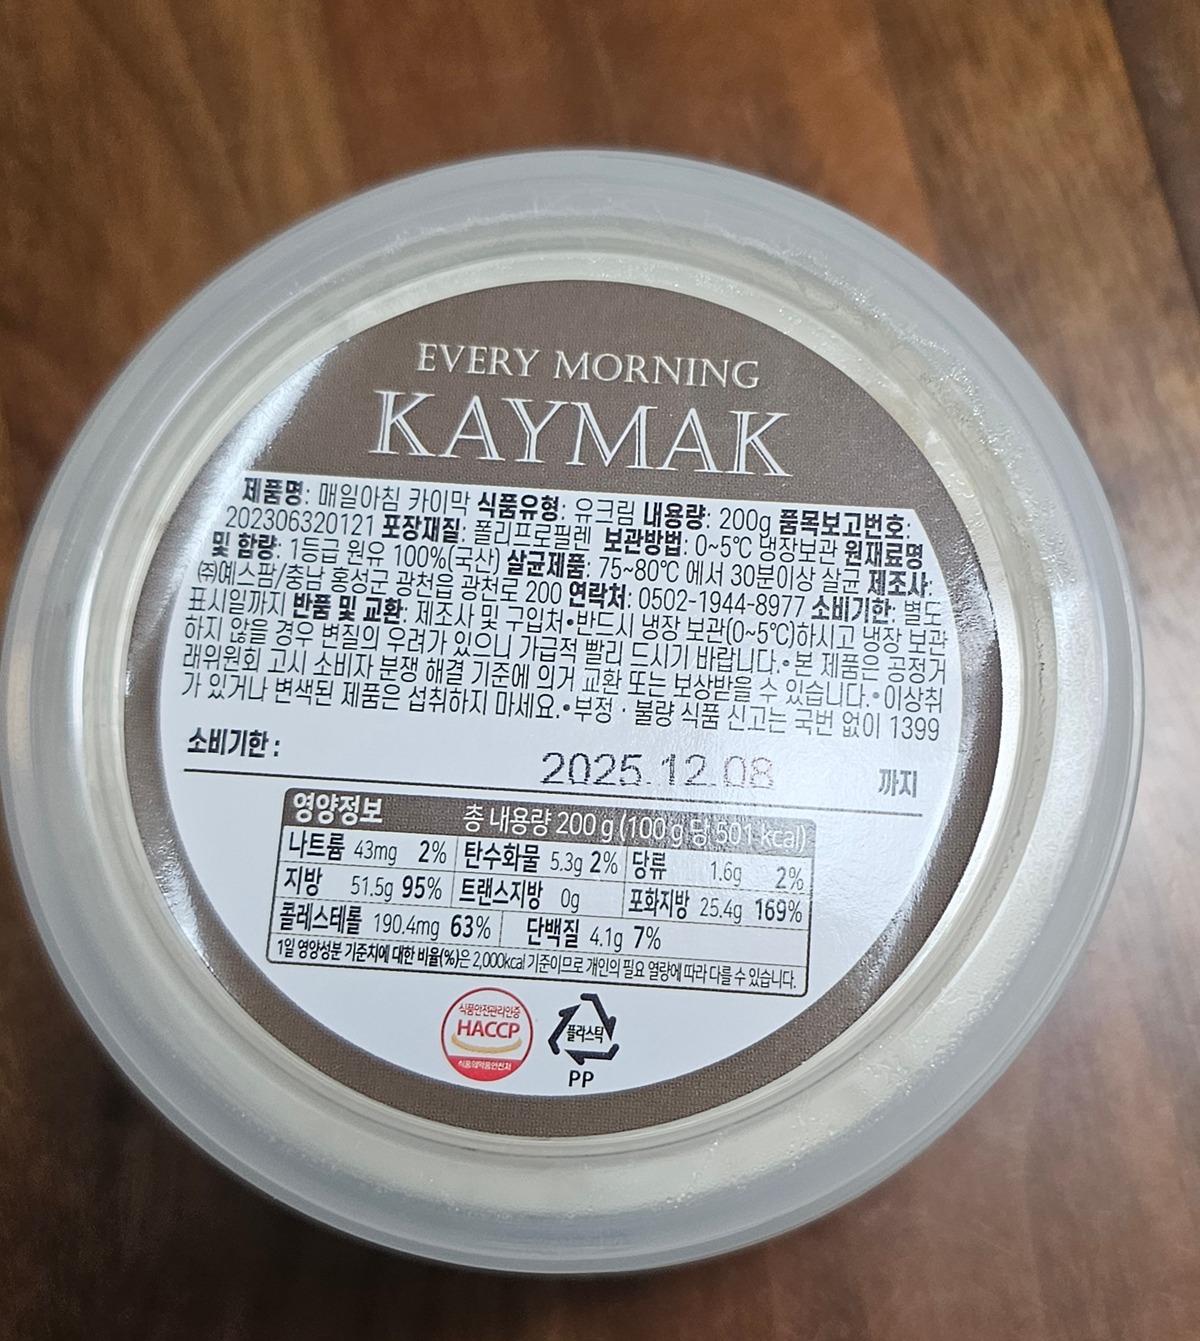 EVERY MORNING
KAYMAK
제품명: 매일아침 카이막 식품유형: 유크림 내용량: 200g 품목보고번호:
202306320121 포장재질: 폴리프로필렌 보관방법: 0~5℃ 냉장보관 원재료명
및 함량: 1등급 원유 100%(국산) 살균제품: 75~80℃ 에서 30분이상 살균 제조사:
㈜예스팜/충남 홍성군 광천읍 광천로 200 연락처: 0502-1944-8977 소비기한: 별도
표시일까지 반품 및 교환: 제조사 및 구입처•반드시 냉장 보관(0~5℃)하시고 냉장 보관
하지 않을 경우 변질의 우려가 있으니 가급적 빨리 드시기 바랍니다.•본 제품은 공정거
래위원회 고시 소비자 분쟁 해결 기준에 의거 교환 또는 보상받을 수 있습니다.•이상취
가 있거나 변색된 제품은 섭취하지 마세요.•부정·불량 식품 신고는 국번 없이 1399
소비기한 : 2025.12.08 까지
영양정보 총 내용량 200 g (100 g 당 501 kcal)
나트륨 43mg 2% 탄수화물 5.3g 2% 당류 1.6g 2%
지방 51.5g 95% 트랜스지방 0g 포화지방 25.4g 169%
콜레스테롤 190.4mg 63% 단백질 4.1g 7%
1일 영양성분 기준치에 대한 비율(%)은 2,000kcal 기준이므로 개인의 필요 열량에 따라 다를 수 있습니다.
식품안전관리인증
HACCP
식품의약품안전처
플라스틱
PP